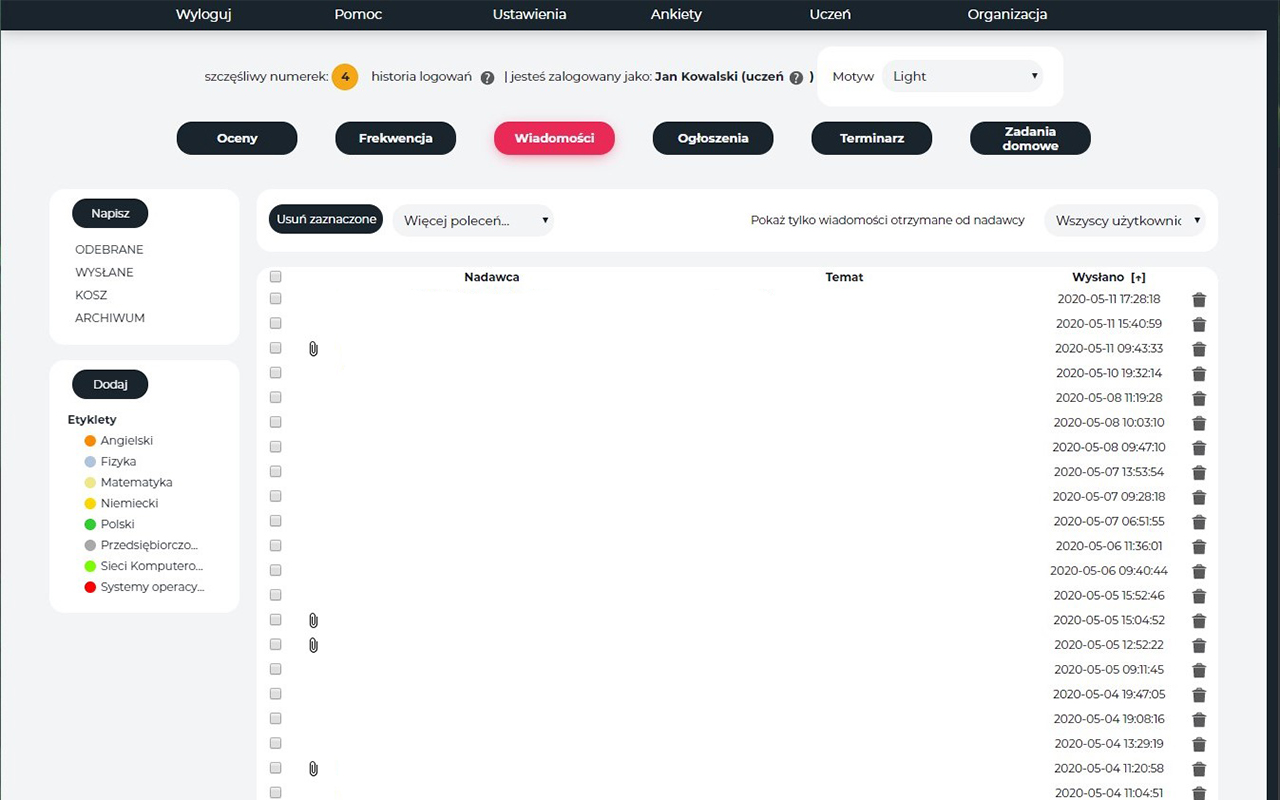 Wyloguj Pomoc Ustawienia Ankiety Uczeń Organizacja
szczęśliwy numerek: 4 historia logowań ? | jesteś zalogowany jako: Jan Kowalski (uczeń ? ) Motyw Light
Oceny Frekwencja Wiadomości Ogłoszenia Terminarz Zadania domowe
Napisz
ODEBRANE
WYSŁANE
KOSZ
ARCHIWUM
Dodaj
Etyklety
Angielski
Fizyka
Matematyka
Niemiecki
Polski
Przedsiębiorczo...
Sieci Komputero...
Systemy operacy...
Usuń zaznaczone Więcej poleceń... Pokaż tylko wiadomości otrzymane od nadawcy Wszyscy użytkownic
Nadawca Temat Wysłano [↑]
2020-05-11 17:28:18
2020-05-11 15:40:59
2020-05-11 09:43:33
2020-05-10 19:32:14
2020-05-08 11:19:28
2020-05-08 10:03:10
2020-05-08 09:47:10
2020-05-07 13:53:54
2020-05-07 09:28:18
2020-05-07 06:51:55
2020-05-06 11:36:01
2020-05-06 09:40:44
2020-05-05 15:52:46
2020-05-05 15:04:52
2020-05-05 12:52:22
2020-05-05 09:11:45
2020-05-04 19:47:05
2020-05-04 19:08:16
2020-05-04 13:29:19
2020-05-04 11:20:58
2020-05-04 11:04:51